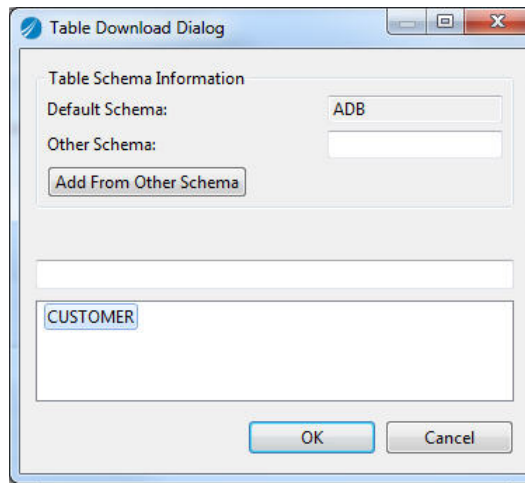 Table Download Dialog
Table Schema Information
Default Schema: ADB
Other Schema:
Add From Other Schema
CUSTOMER
OK Cancel